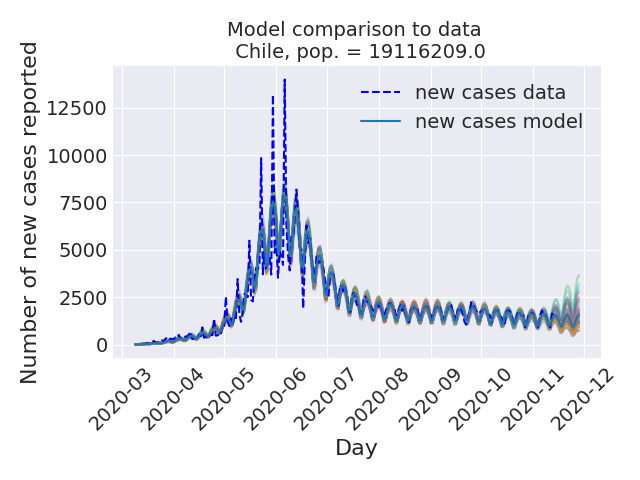 Model comparison to data
Chile, pop. = 19116209.0
new cases data
new cases model
Number of new cases reported
12500
10000
7500
5000
2500
0
2020-03
2020-04
2020-05
2020-06
2020-07
2020-08
2020-09
2020-10
2020-11
2020-12
Day